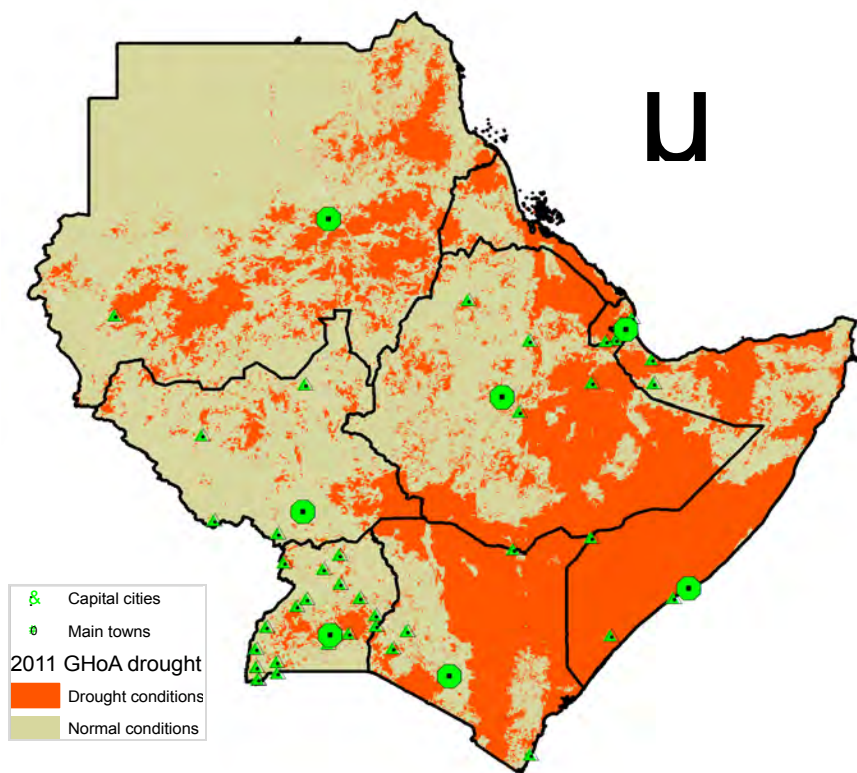 µ
& Capital cities
Main towns
2011 GHoA drought
Drought conditions
Normal conditions